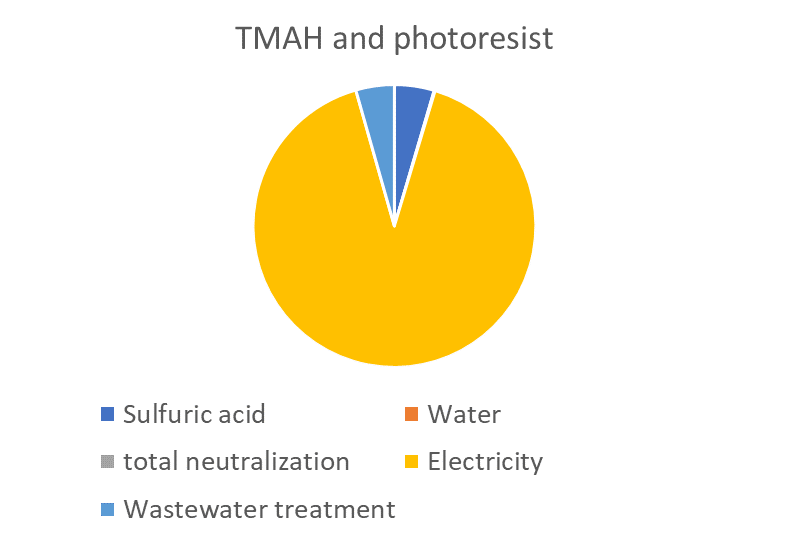 TMAH and photoresist
Sulfuric acid
Water
total neutralization
Electricity
Wastewater treatment